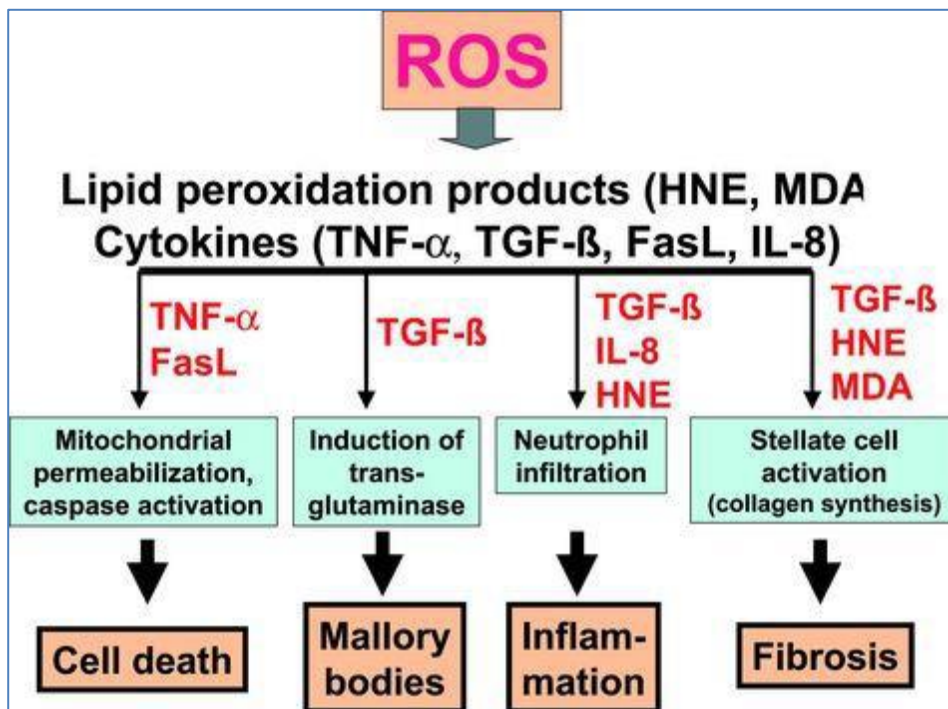 ROS
Lipid peroxidation products (HNE, MDA
Cytokines (TNF-α, TGF-ß, FasL, IL-8)
TNF-α
FasL
TGF-ß
TGF-ß
IL-8
HNE
TGF-ß
HNE
MDA
Mitochondrial
permeabilization,
caspase activation
Induction of
trans-
glutaminase
Neutrophil
infiltration
Stellate cell
activation
(collagen synthesis)
Cell death
Mallory
bodies
Inflam-
mation
Fibrosis